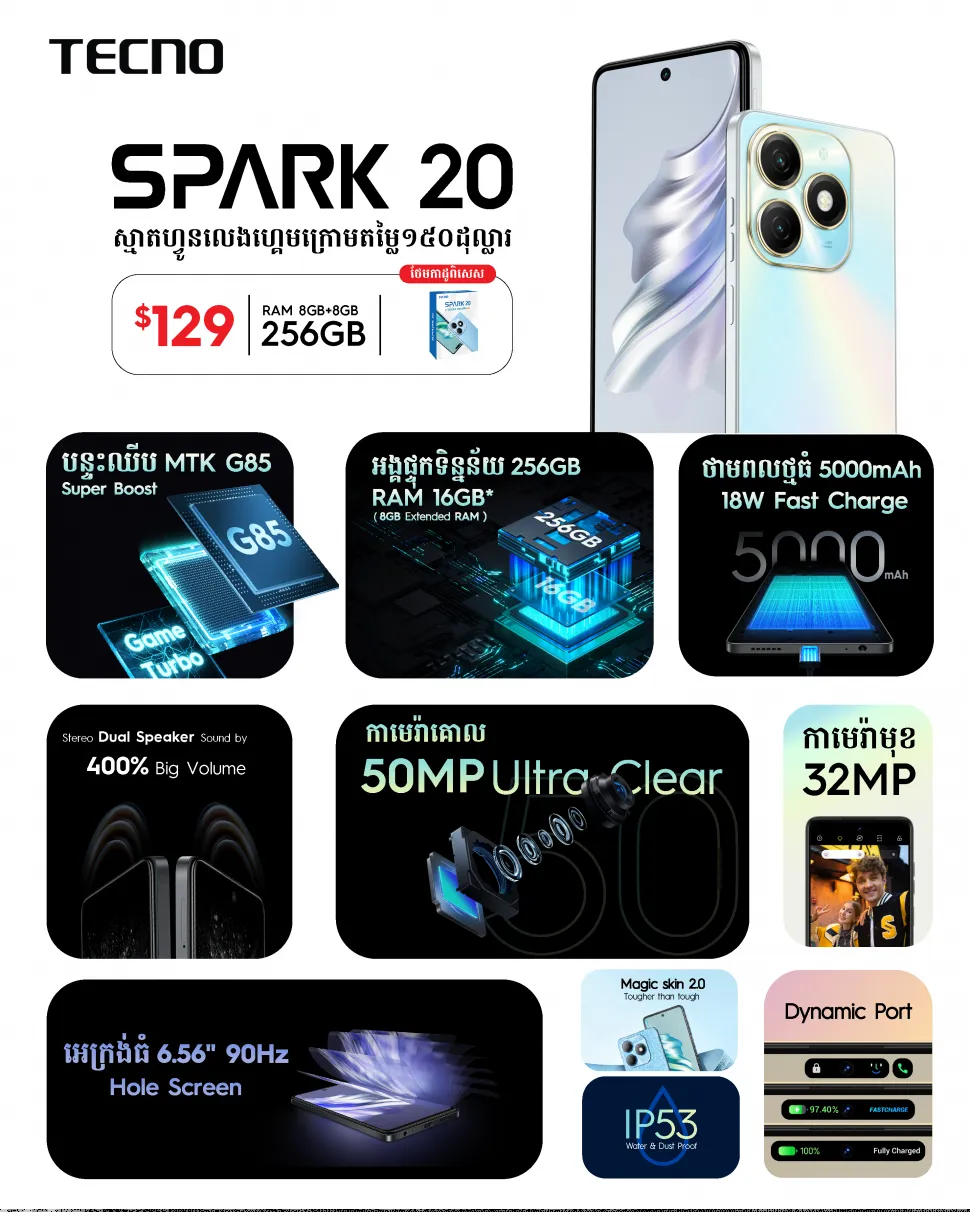 TECNO
SPARK 20
ស្មាតហ្វូនលេងហ្គេមក្រោមតម្លៃ១៥០ដុល្លារ
ថែមកាដូពិសេស
$129
RAM 8GB+8GB
256GB
TECNO
SPARK 20
បន្ទះឈីប MTK G85
Super Boost
G85
Game
Turbo
អង្គផ្ទុកទិន្នន័យ 256GB
RAM 16GB*
( 8GB Extended RAM )
256GB
16GB
ថាមពលថ្មធំ 5000mAh
18W Fast Charge
5000
mAh
Stereo Dual Speaker Sound by
400% Big Volume
កាមេរ៉ាគោល
50MP Ultra Clear
50
កាមេរ៉ាមុខ
32MP
S
អេក្រង់ធំ 6.56" 90Hz
Hole Screen
Magic skin 2.0
Tougher than tough
IP53
Water & Dust Proof
Dynamic Port
97.40% FASTCHARGE
100% Fully Charged